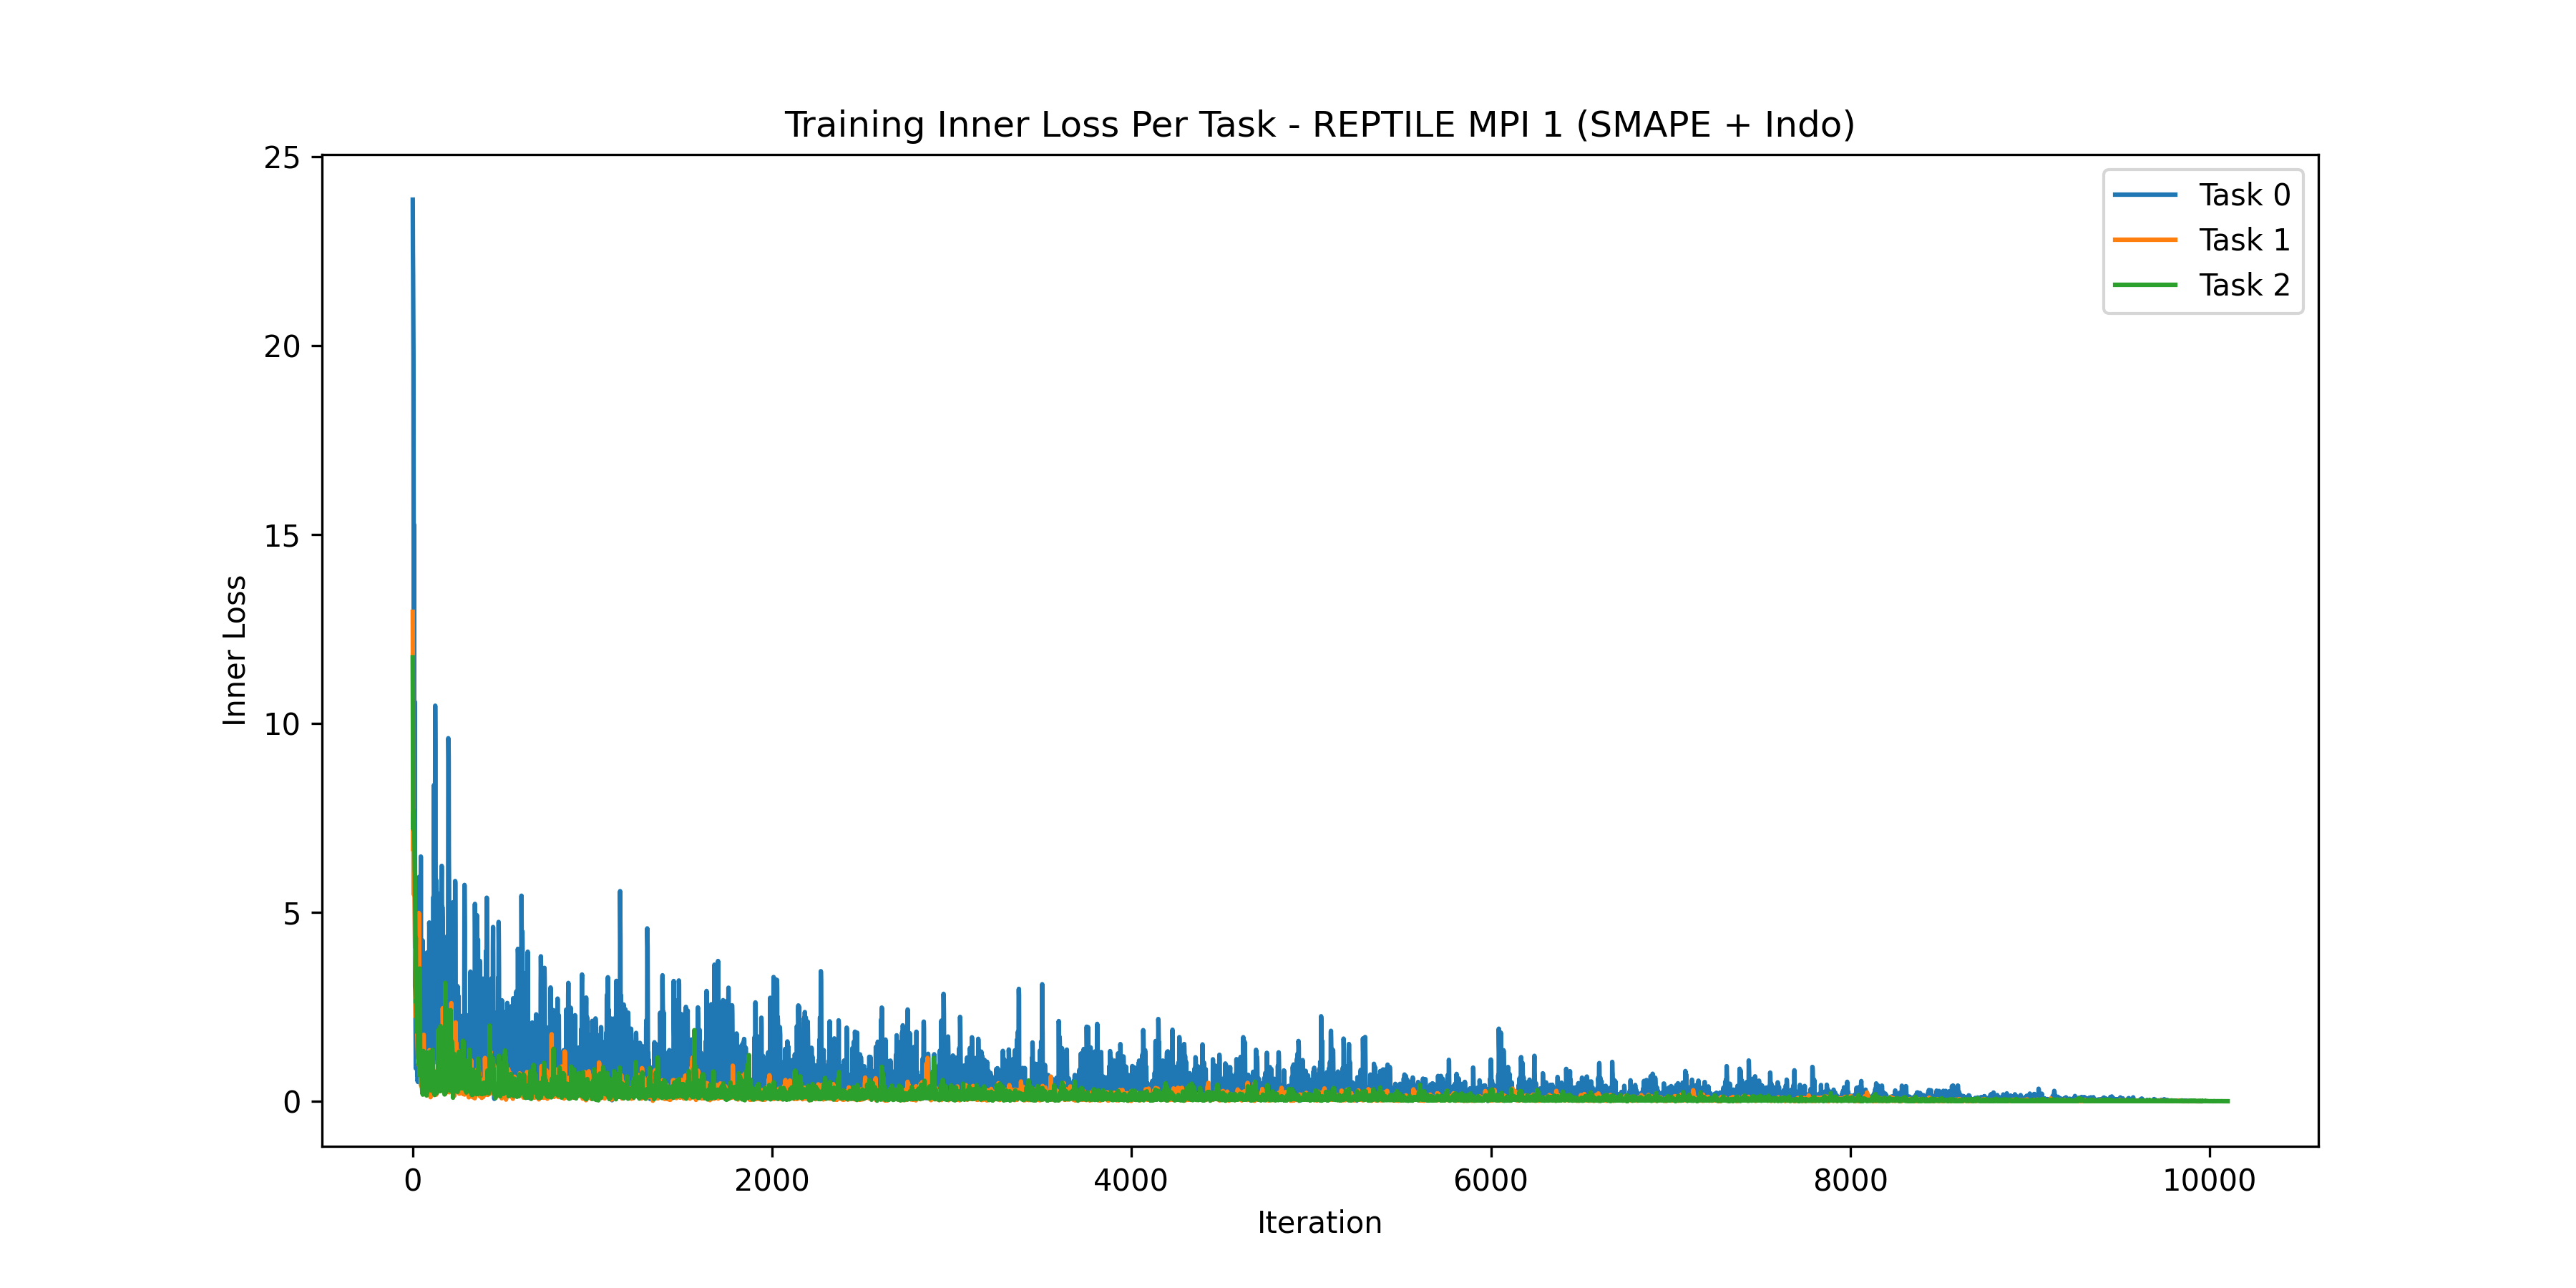 Training Inner Loss Per Task - REPTILE MPI 1 (SMAPE + Indo)
25
20
15
10
5
0
Inner Loss
Task 0
Task 1
Task 2
0 2000 4000 6000 8000 10000
Iteration